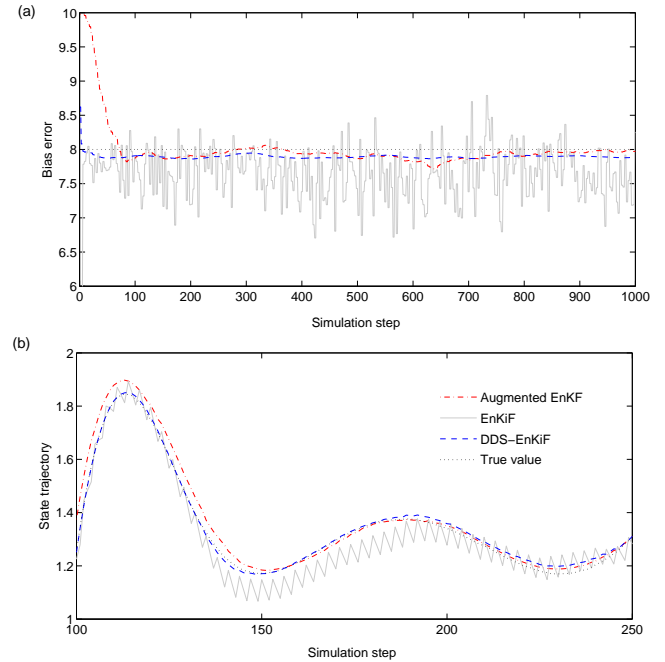 (a)
10
9.5
9
8.5
8
7.5
7
6.5
6
Bias error
0 100 200 300 400 500 600 700 800 900 1000
Simulation step
(b)
2
1.8
1.6
1.4
1.2
1
State trajectory
Augmented EnKF
EnKiF
DDS−EnKiF
True value
100 150 200 250
Simulation step